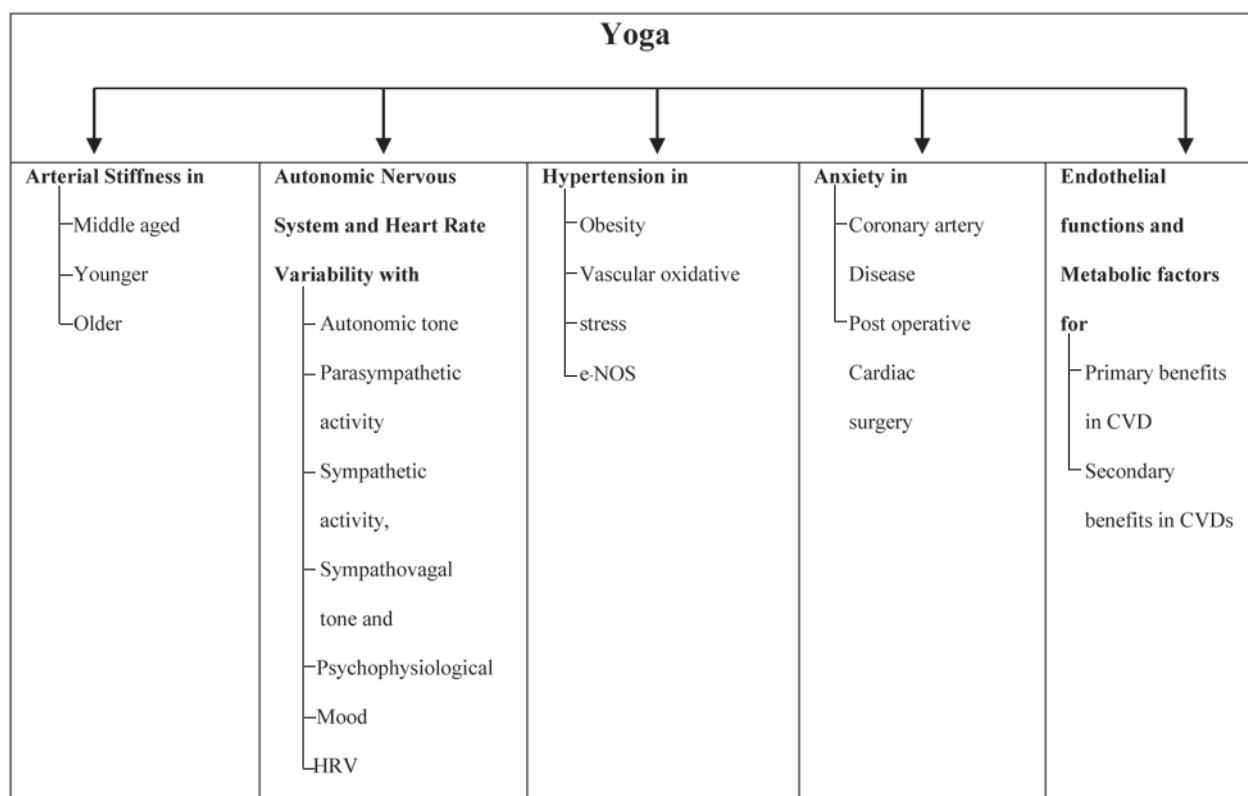 Yoga
Arterial Stiffness in
Middle aged
Younger
Older
Autonomic Nervous
System and Heart Rate
Variability with
Autonomic tone
Parasympathetic
activity
Sympathetic
activity,
Sympathovagal
tone and
Psychophysiological
Mood
HRV
Hypertension in
Obesity
Vascular oxidative
stress
e-NOS
Anxiety in
Coronary artery
Disease
Post operative
Cardiac
surgery
Endothelial
functions and
Metabolic factors
for
Primary benefits
in CVD
Secondary
benefits in CVDs